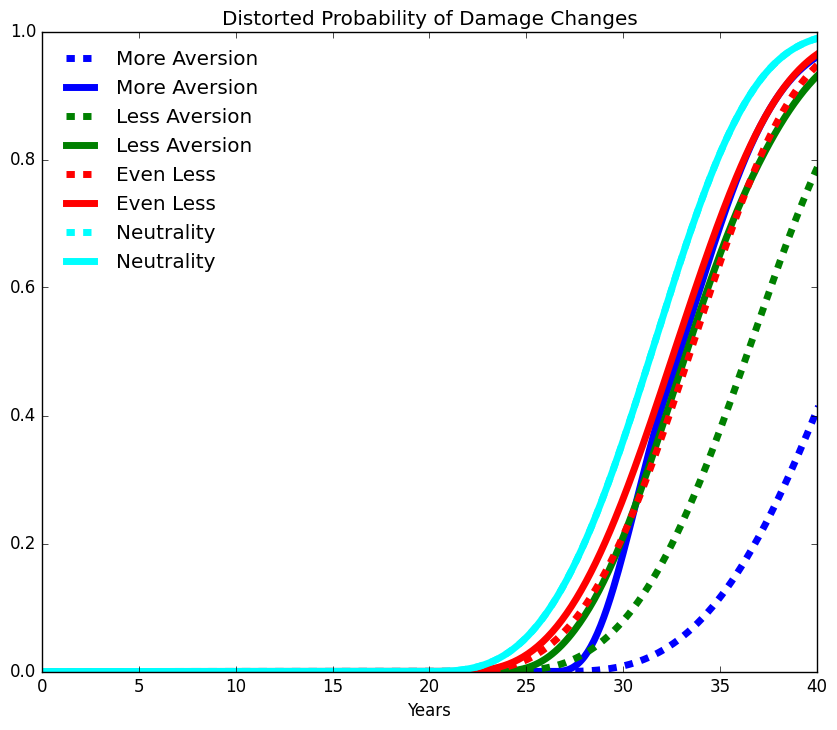 Distorted Probability of Damage Changes
1.0
0.8
0.6
0.4
0.2
0.0
More Aversion
More Aversion
Less Aversion
Less Aversion
Even Less
Even Less
Neutrality
Neutrality
0 5 10 15 20 25 30 35 40
Years